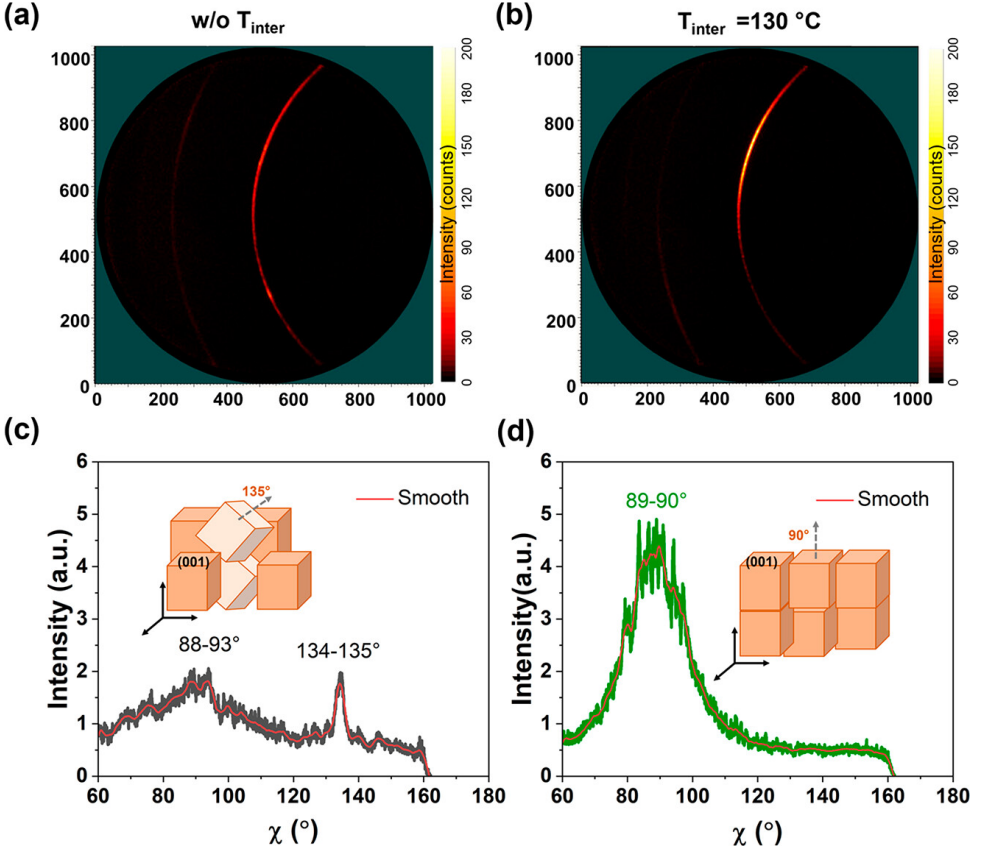 (a)
w/o Tinter
1000
800
600
400
200
0
0 200 400 600 800 1000
Intensity (counts)
0 30 60 90 120 150 180 200
(b)
Tinter =130 °C
1000
800
600
400
200
0
0 200 400 600 800 1000
Intensity (counts)
0 30 60 90 120 150 180 200
(c)
Intensity (a.u.)
6
5
4
3
2
1
0
135°
Smooth
(001)
88-93°
134-135°
60 80 100 120 140 160 180
χ (°)
(d)
Intensity(a.u.)
6
5
4
3
2
1
0
89-90°
Smooth
90°
(001)
60 80 100 120 140 160 180
χ (°)